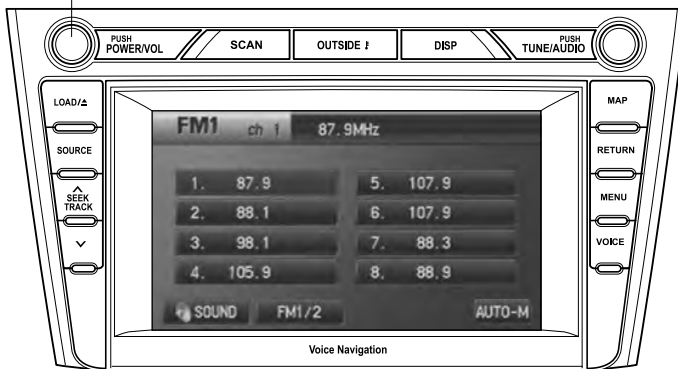 PUSH
POWER/VOL
SCAN
OUTSIDE
DISP
PUSH
TUNE/AUDIO
LOAD/⏏
SOURCE
SEEK
TRACK
MAP
RETURN
MENU
VOICE
FM1 ch 1 87.9MHz
1. 87.9
2. 88.1
3. 98.1
4. 105.9
5. 107.9
6. 107.9
7. 88.3
8. 88.9
SOUND
FM1/2
AUTO-M
Voice Navigation